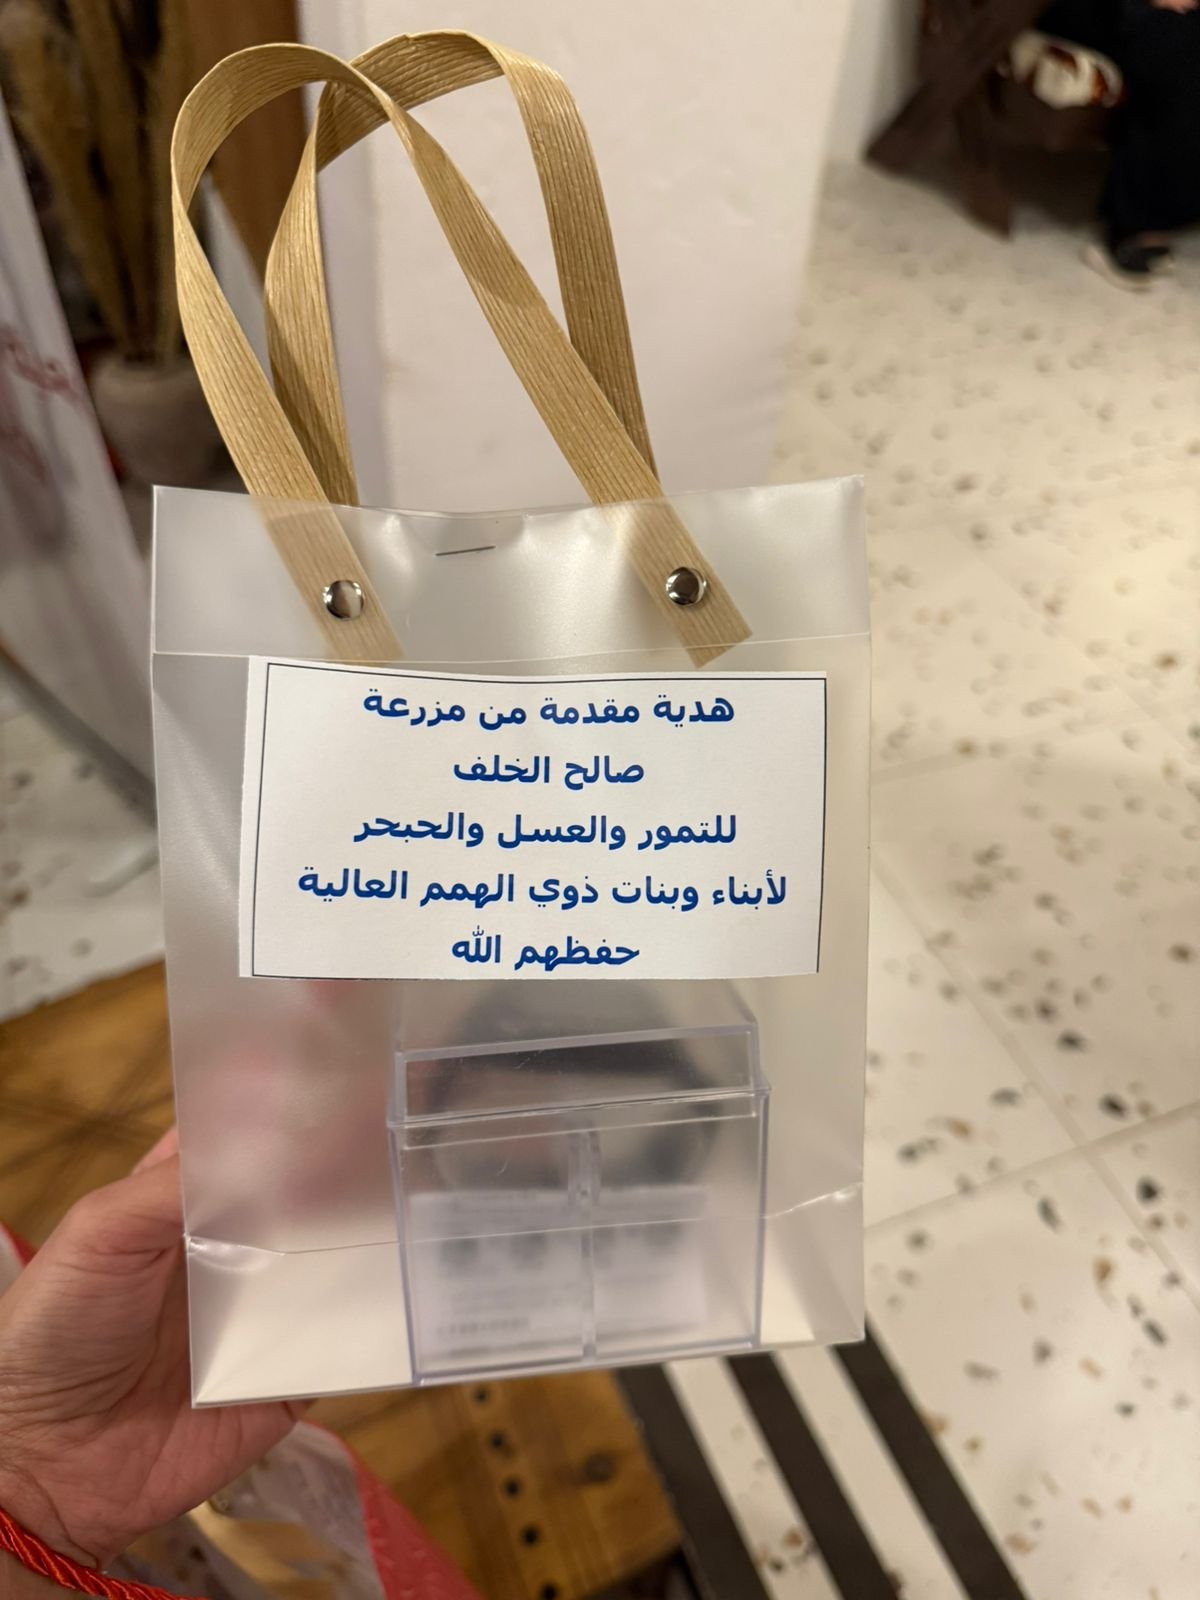 هدية مقدمة من مزرعة
صالح الخلف
للتمور والعسل والحبحر
لأبناء وبنات ذوي الهمم العالية
حفظهم الله